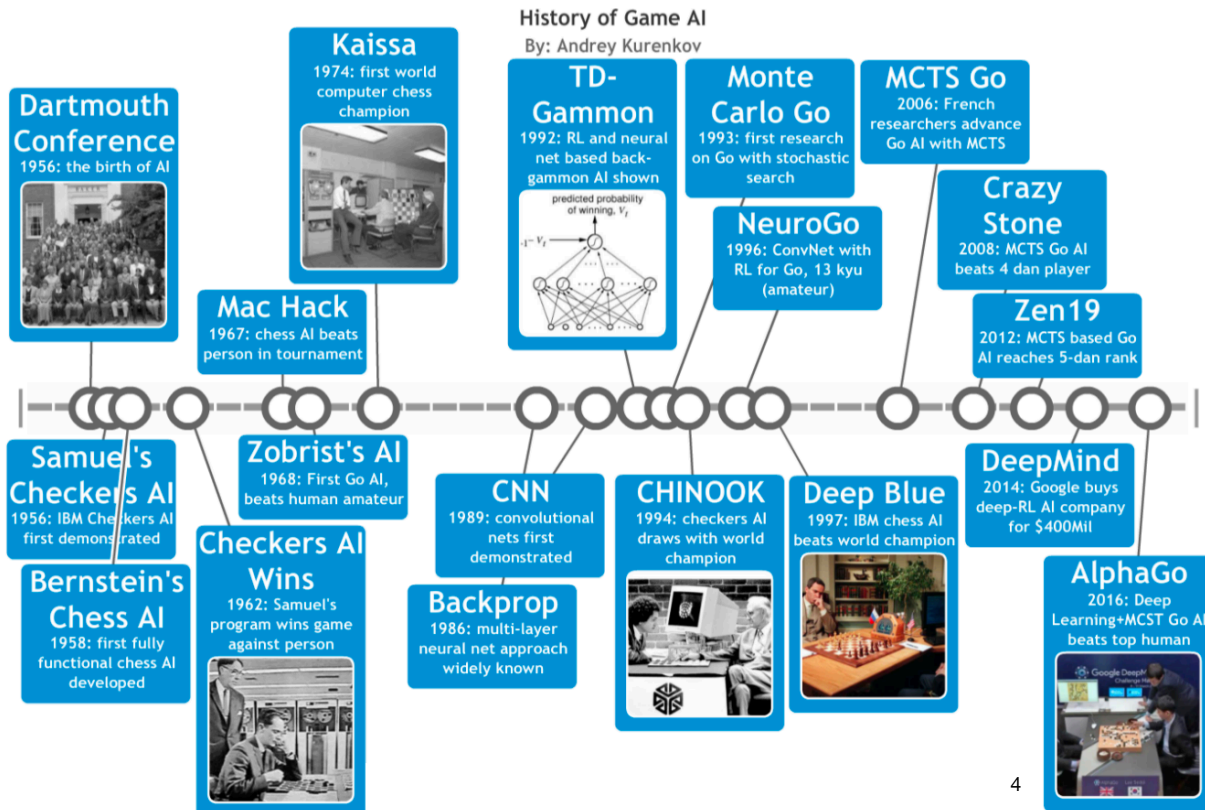 History of Game AI
By: Andrey Kurenkov
Dartmouth
Conference
1956: the birth of AI
Kaissa
1974: first world
computer chess
champion
TD-
Gammon
1992: RL and neural
net based back-
gammon AI shown
predicted probability
of winning, V_t
Monte
Carlo Go
1993: first research
on Go with stochastic
search
MCTS Go
2006: French
researchers advance
Go AI with MCTS
Mac Hack
1967: chess AI beats
person in tournament
NeuroGo
1996: ConvNet with
RL for Go, 13 kyu
(amateur)
Crazy
Stone
2008: MCTS Go AI
beats 4 dan player
Zen19
2012: MCTS based Go
AI reaches 5-dan rank
Samuel's
Checkers AI
1956: IBM Checkers AI
first demonstrated
Bernstein's
Chess AI
1958: first fully
functional chess AI
developed
Checkers AI
Wins
1962: Samuel's
program wins game
against person
Zobrist's AI
1968: First Go AI,
beats human amateur
CNN
1989: convolutional
nets first
demonstrated
Backprop
1986: multi-layer
neural net approach
widely known
CHINOOK
1994: checkers AI
draws with world
champion
Deep Blue
1997: IBM chess AI
beats world champion
DeepMind
2014: Google buys
deep-RL AI company
for $400Mil
AlphaGo
2016: Deep
Learning+MCST Go AI
beats top human
Google DeepM
4